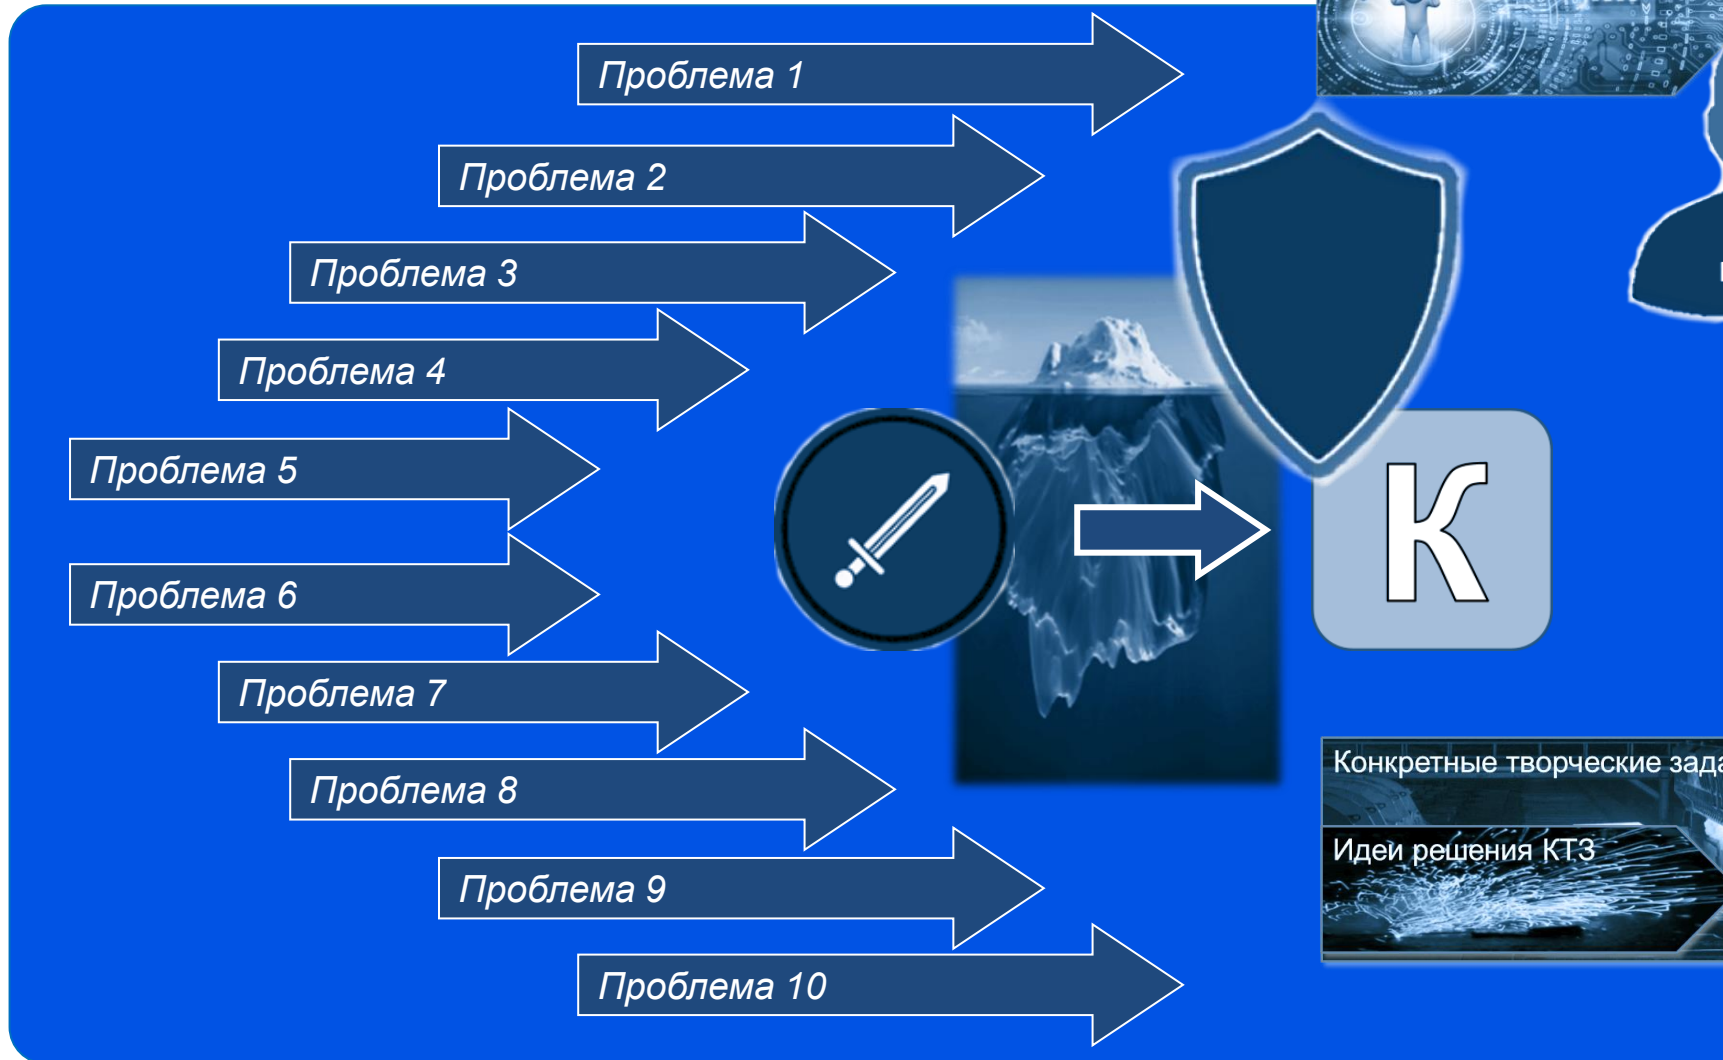 Проблема 1
Проблема 2
Проблема 3
Проблема 4
Проблема 5
Проблема 6
Проблема 7
Проблема 8
Проблема 9
Проблема 10
К
Конкретные творческие
Идеи решения КТЗ